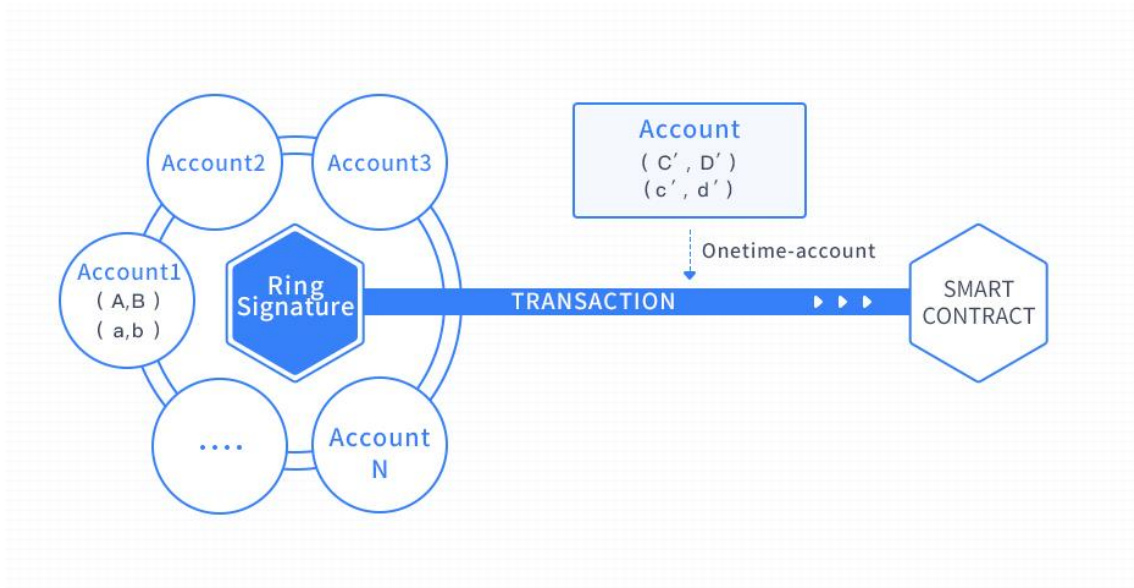 Account2
Account3
Account1
( A,B )
( a,b )
Ring
Signature
....
Account
N
Account
( C′ , D′ )
( c′ , d′ )
Onetime-account
TRANSACTION
SMART
CONTRACT